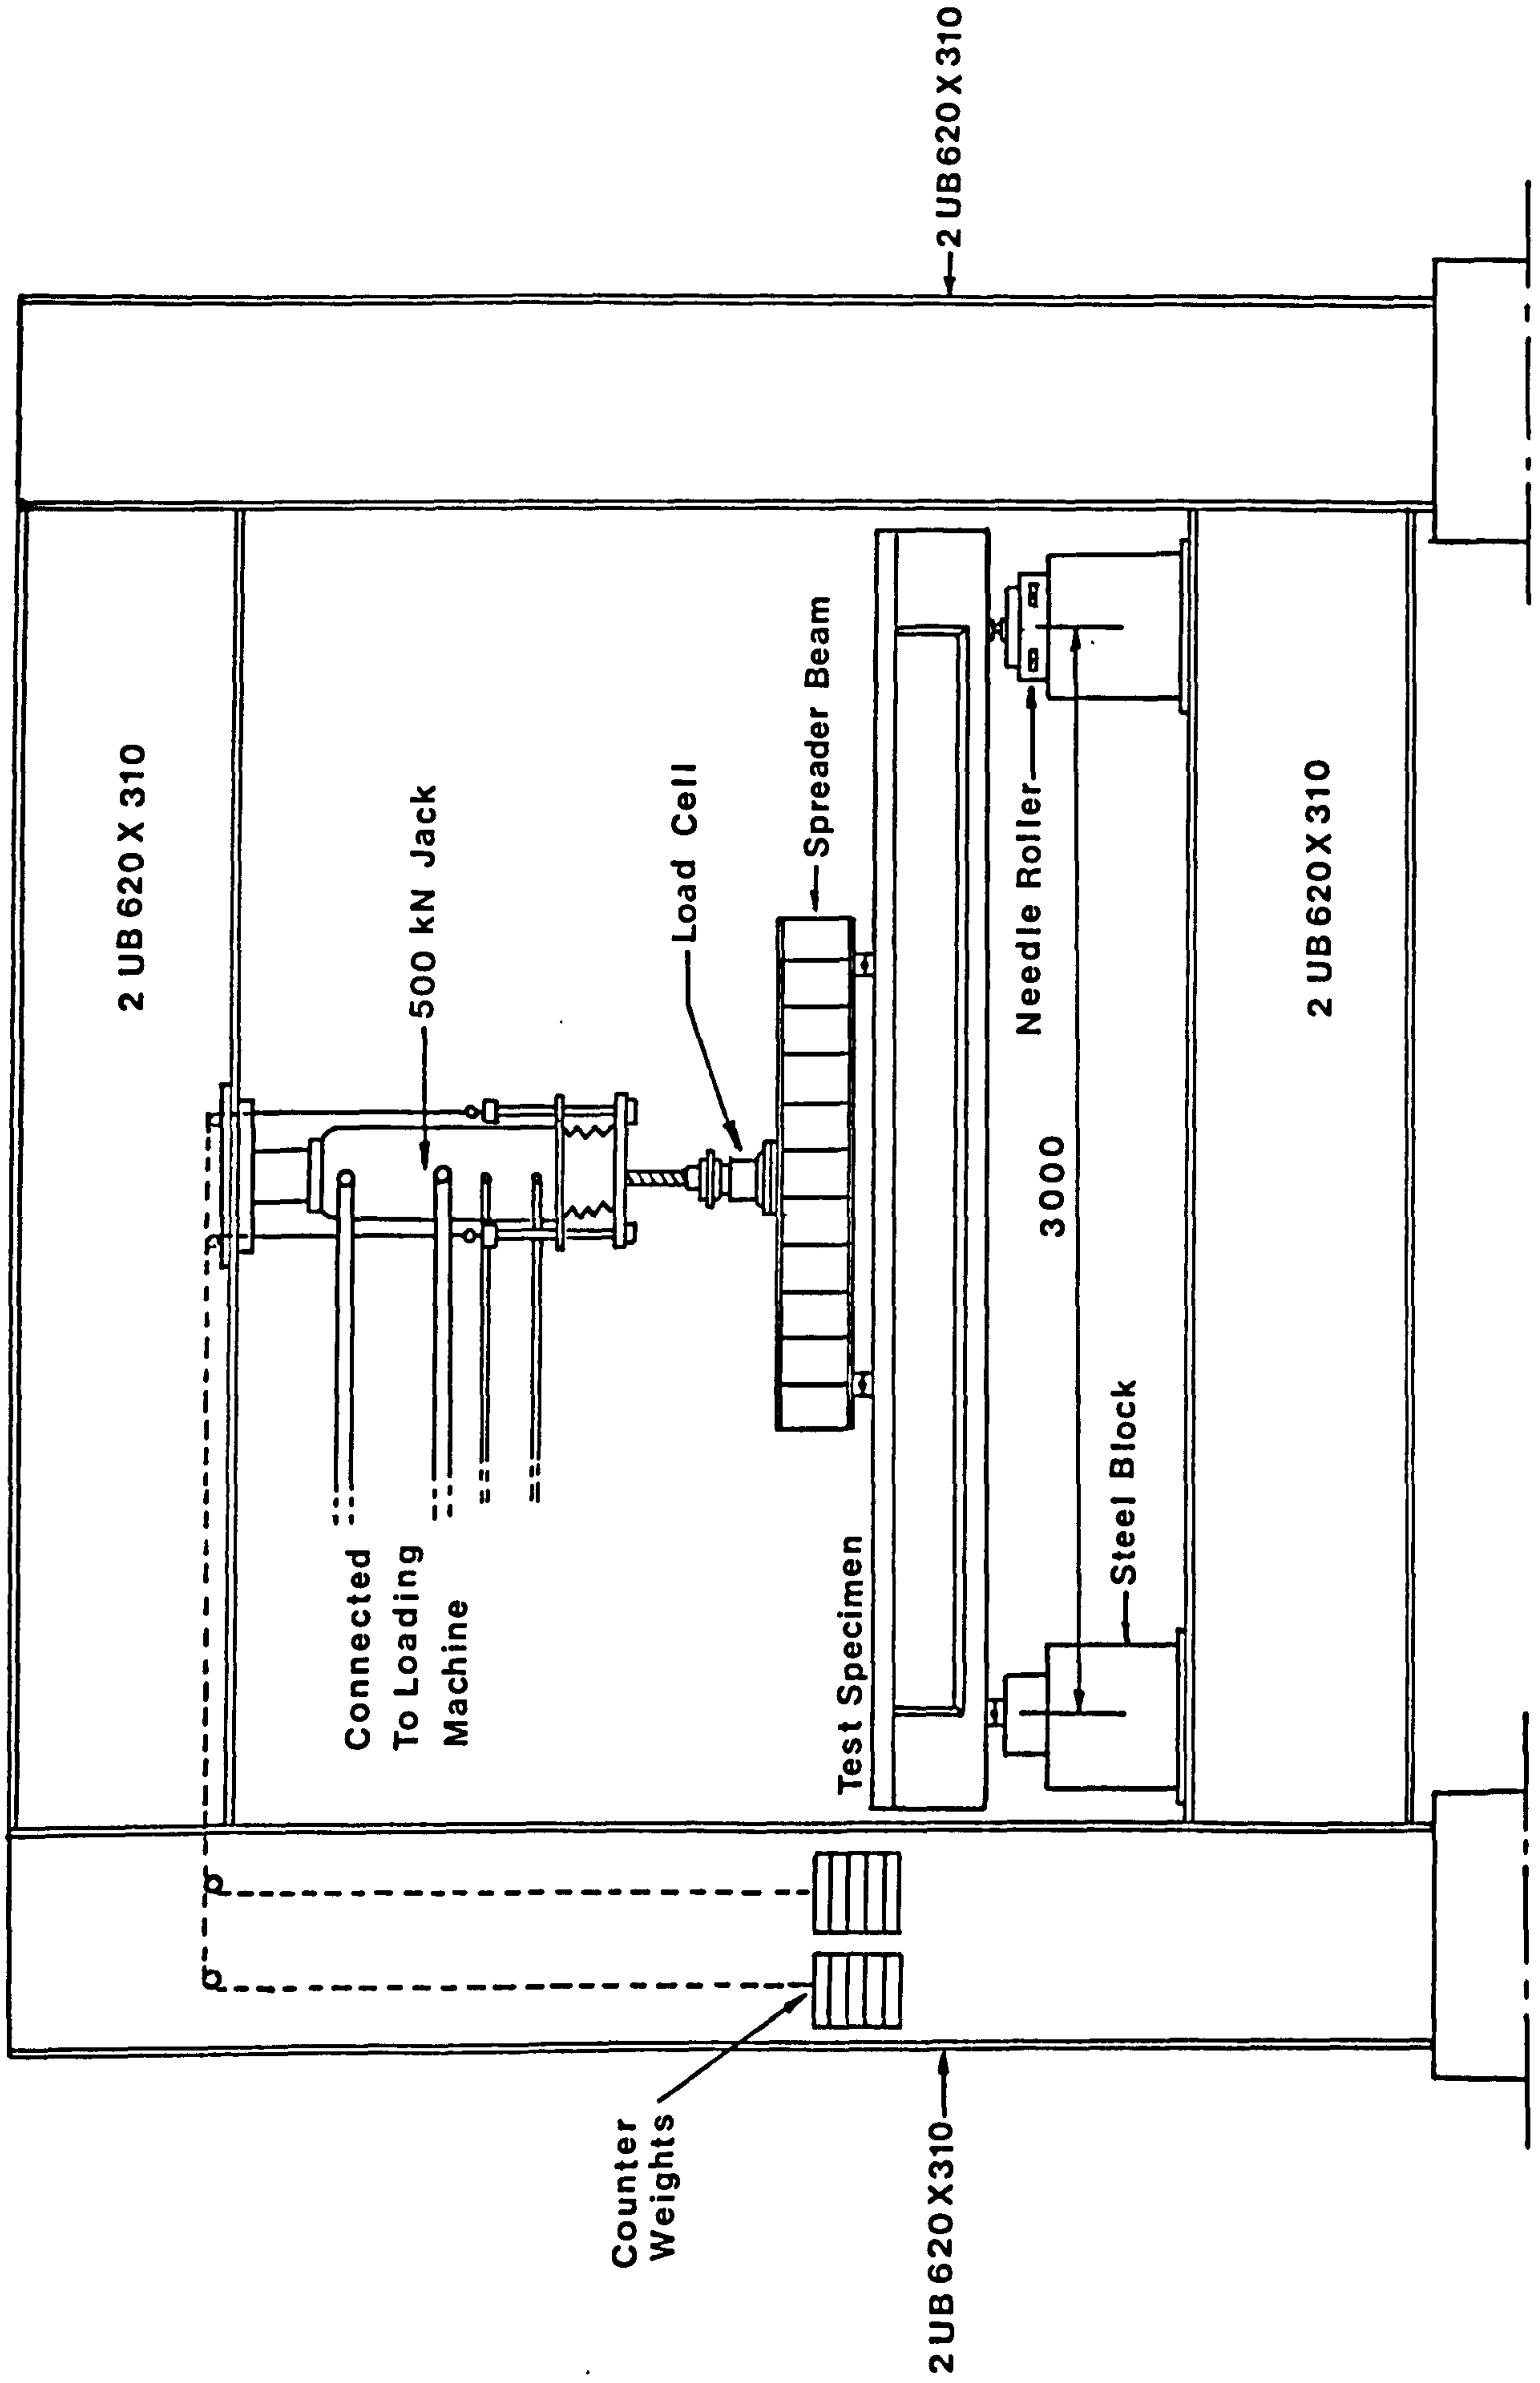 2 UB 620 X 310
500 kN Jack
Connected
To Loading
Machine
Load Cell
Counter
Weights
Spreader Beam
Test Specimen
2 UB 620 X 310
2 UB 620 X 310
Needle Roller
3000
Steel Block
2 UB 620 X 310